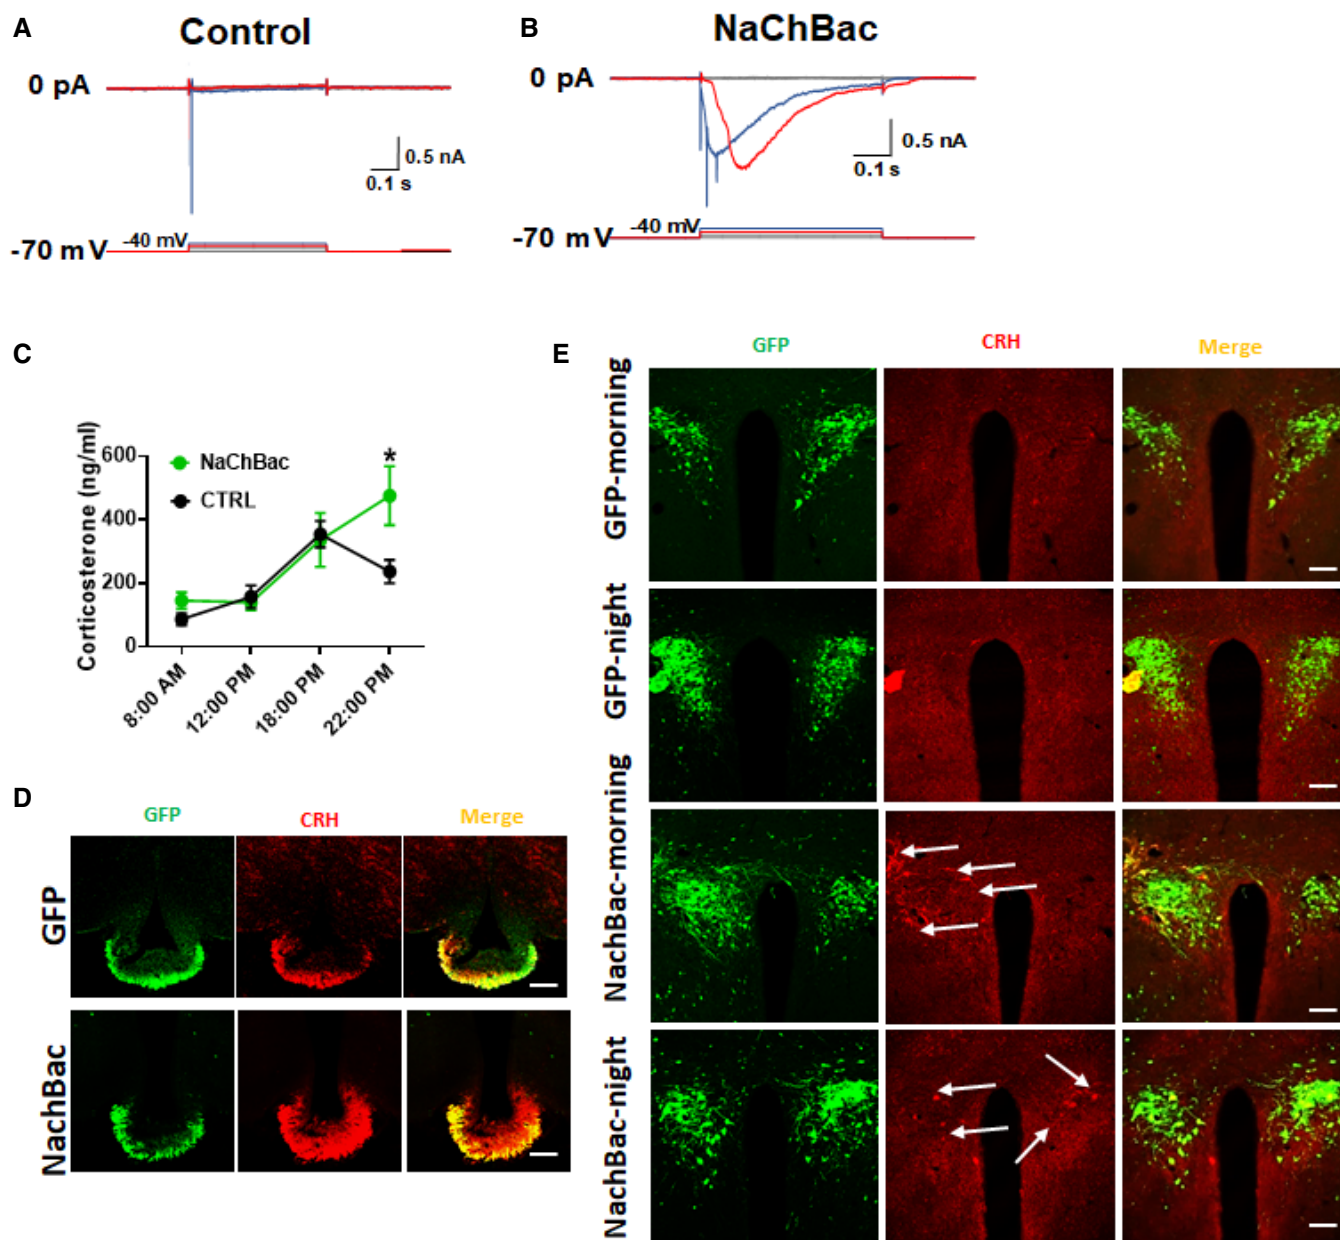 A
Control
0 pA
0.5 nA
0.1 s
-70 mV
-40 mV
B
NaChBac
0 pA
0.5 nA
0.1 s
-70 mV
-40 mV
C
Corticosterone (ng/ml)
600
400
200
0
NaChBac
CTRL
*
8:00 AM
12:00 PM
18:00 PM
22:00 PM
D
GFP
CRH
Merge
GFP
NachBac
E
GFP
CRH
Merge
GFP-morning
GFP-night
NachBac-morning
NachBac-night